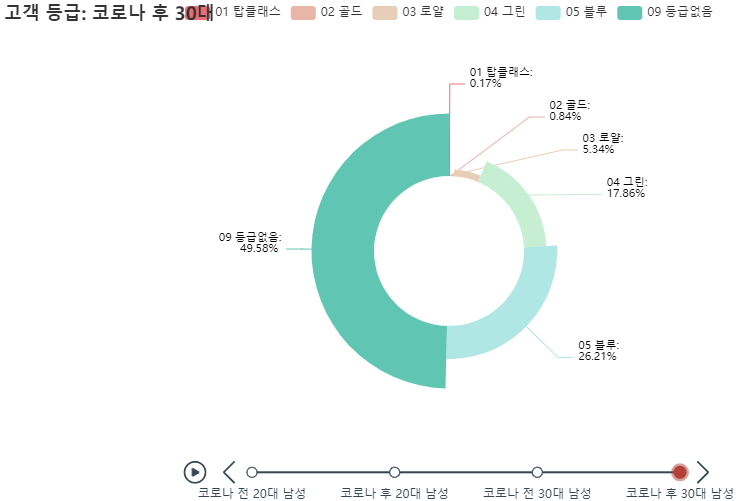 고객 등급: 코로나 후 30대
01 탑클래스
02 골드
03 로얄
04 그린
05 블루
09 등급없음
01 탑클래스:
0.17%
02 골드:
0.84%
03 로얄:
5.34%
04 그린:
17.86%
09 등급없음:
49.58%
05 블루:
26.21%
코로나 전 20대 남성
코로나 후 20대 남성
코로나 전 30대 남성
코로나 후 30대 남성